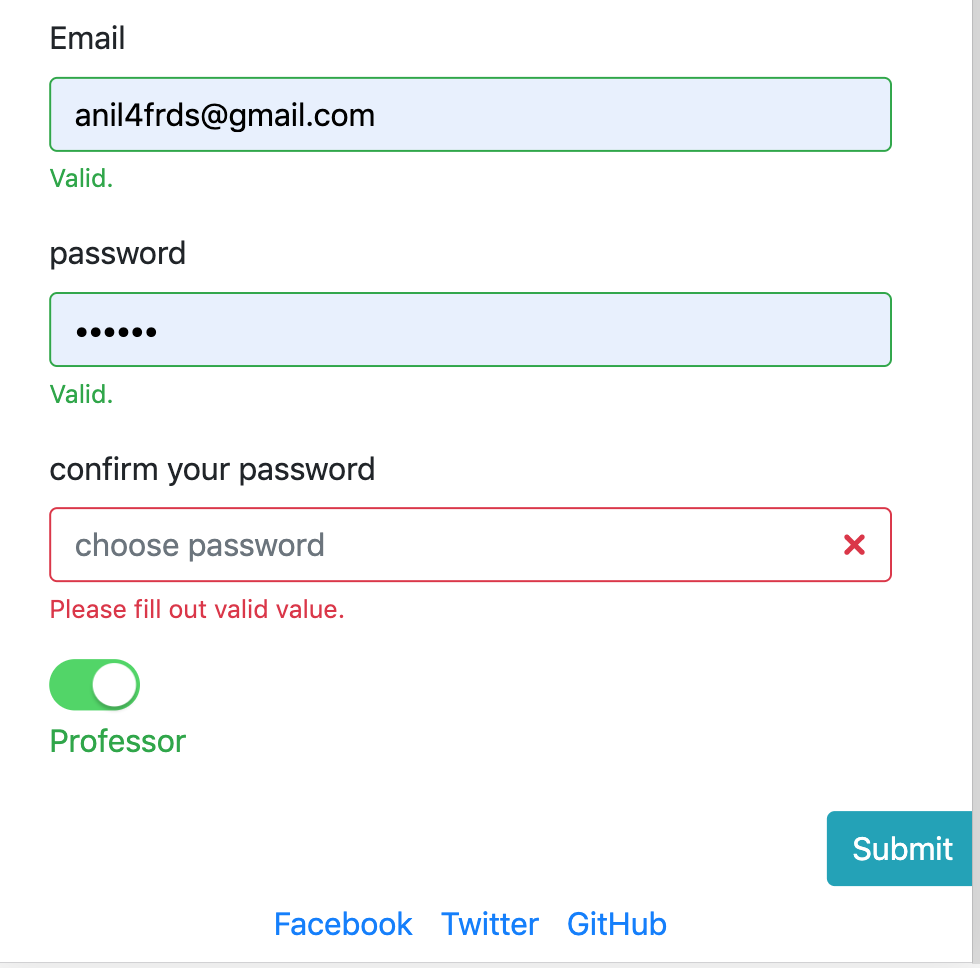 Email
anil4frds@gmail.com
Valid.
password
••••••
Valid.
confirm your password
choose password
Please fill out valid value.
Professor
Submit
Facebook Twitter GitHub